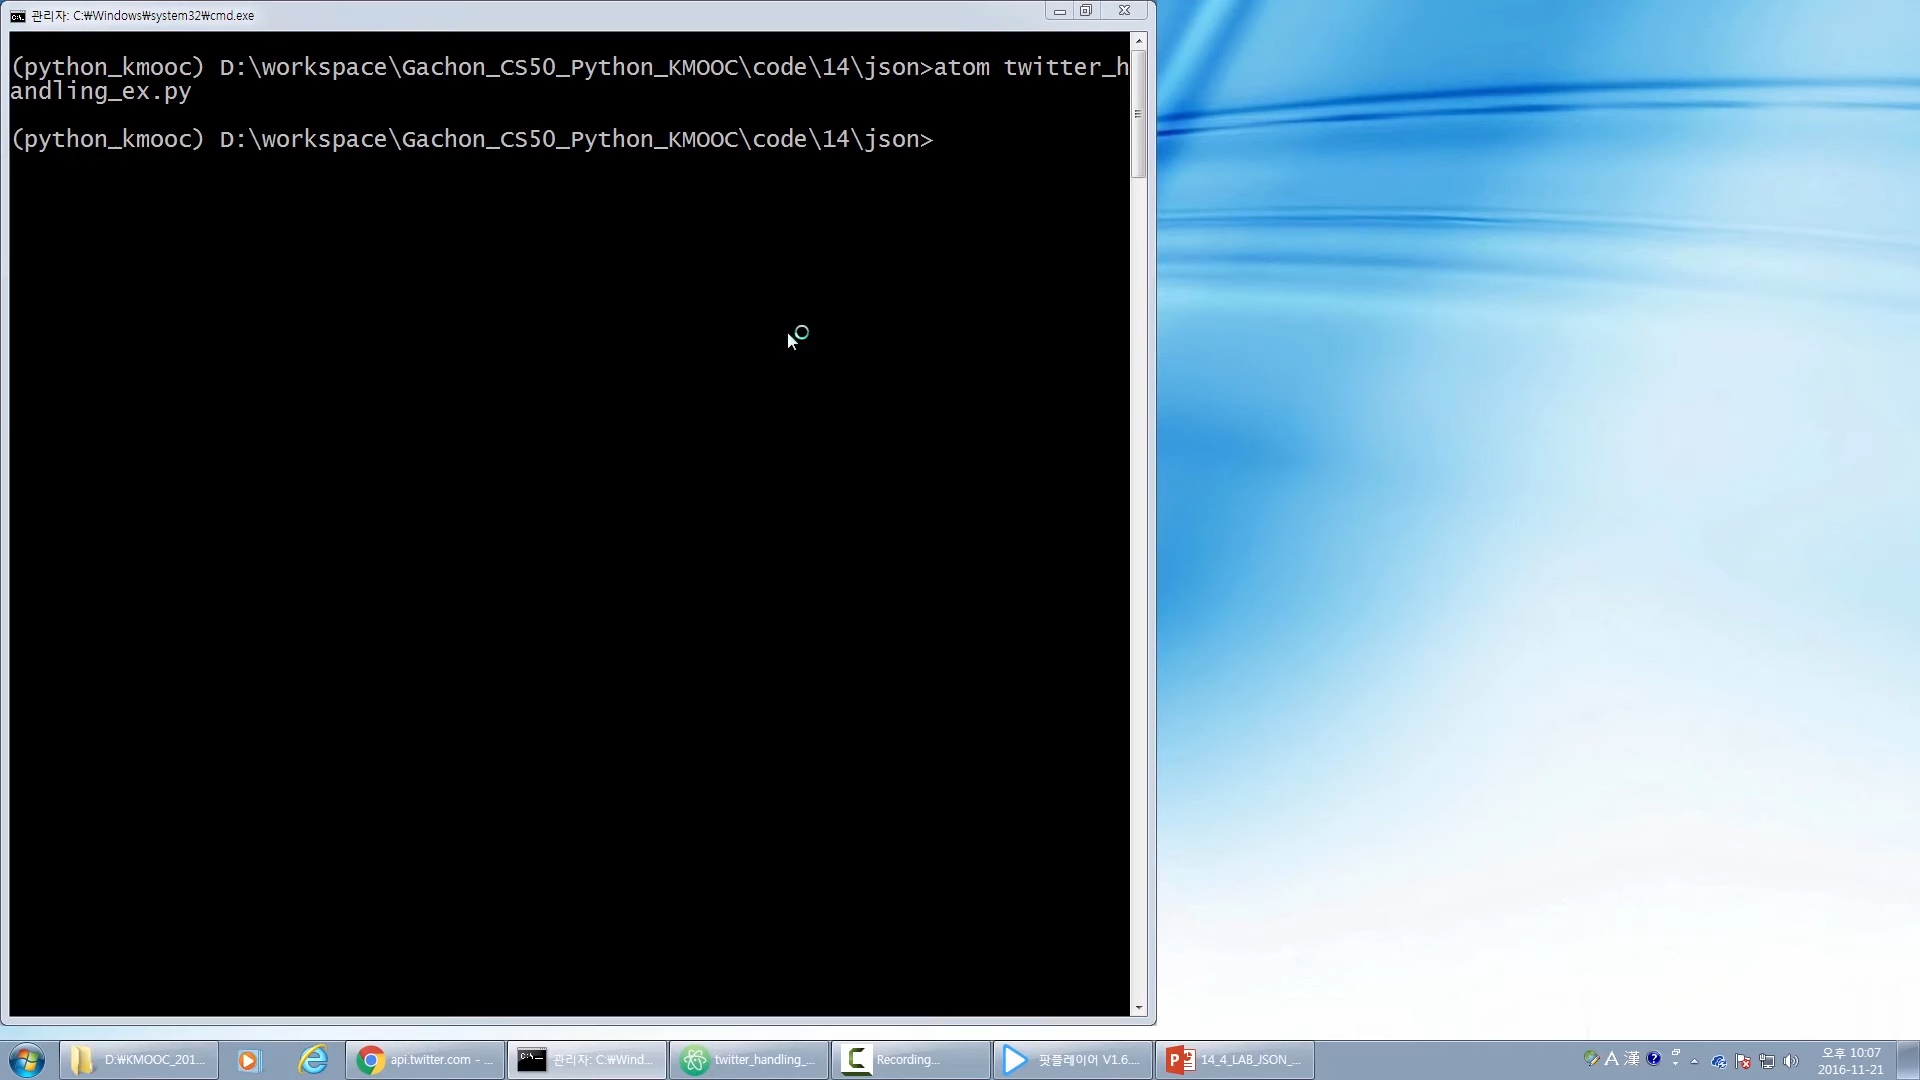 관리자: C:₩Windows₩system32₩cmd.exe
(python_kmooc) D:\workspace\Gachon_CS50_Python_KMOOC\code\14\json>atom twitter_h
andling_ex.py
(python_kmooc) D:\workspace\Gachon_CS50_Python_KMOOC\code\14\json>
D:₩KMOOC_201...
api.twitter.com - ...
관리자: C:₩Wind...
twitter_handling_...
Recording...
팟플레이어 V1.6....
14_4_LAB_JSON_...
A 漢
오후 10:07
2016-11-21